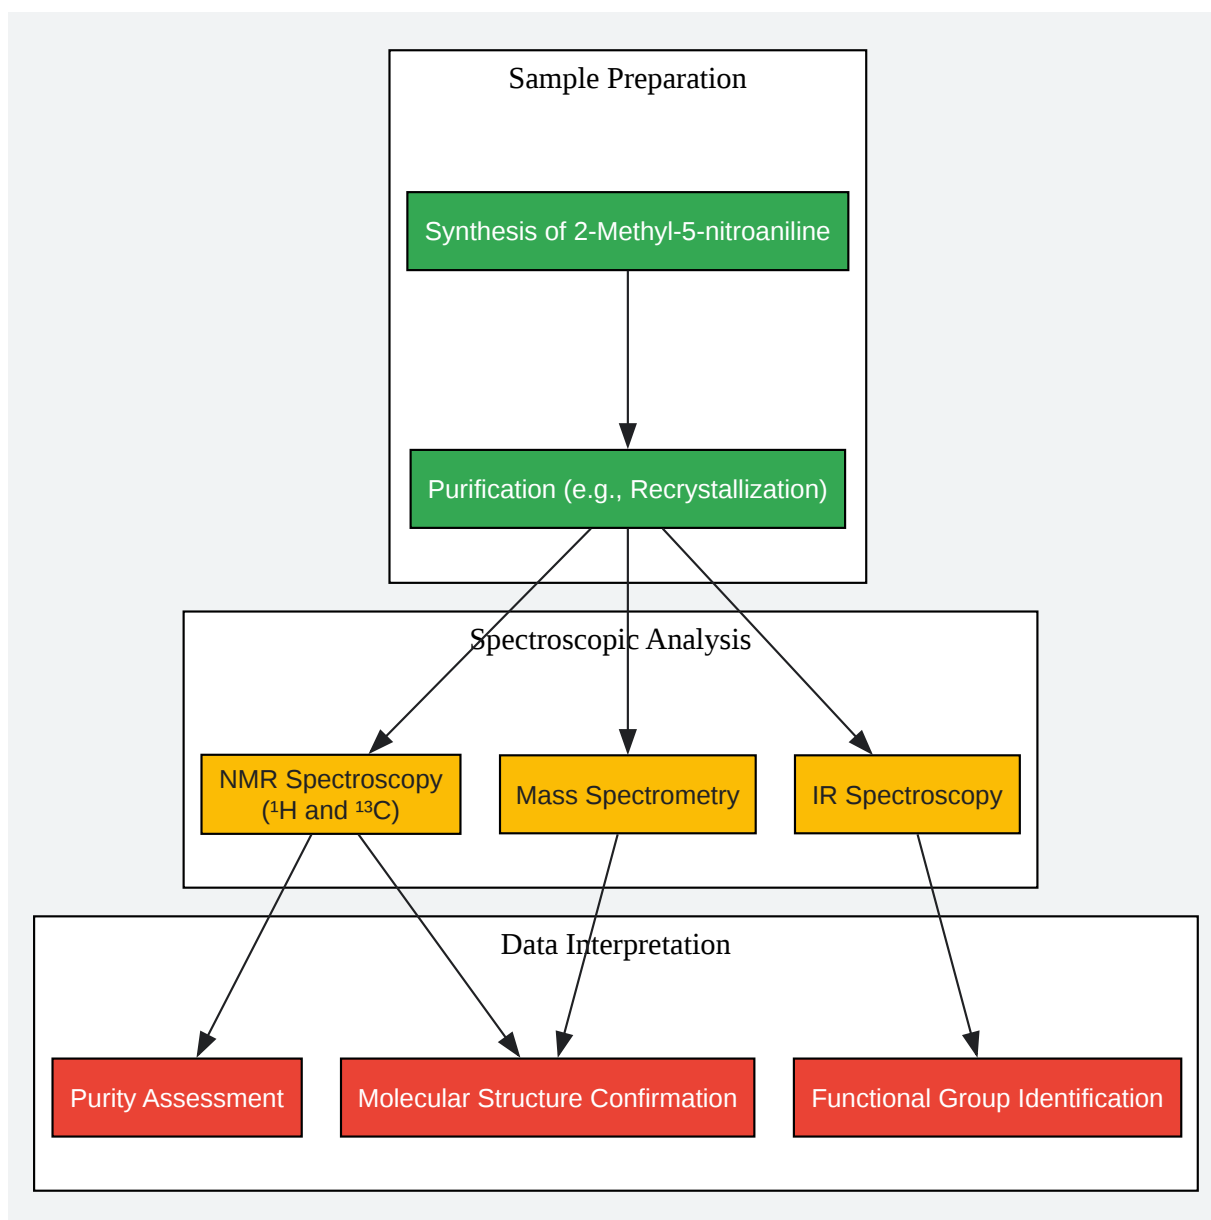 Sample Preparation
Synthesis of 2-Methyl-5-nitroaniline
Purification (e.g., Recrystallization)
Spectroscopic Analysis
NMR Spectroscopy
(¹H and ¹³C)
Mass Spectrometry
IR Spectroscopy
Data Interpretation
Purity Assessment
Molecular Structure Confirmation
Functional Group Identification